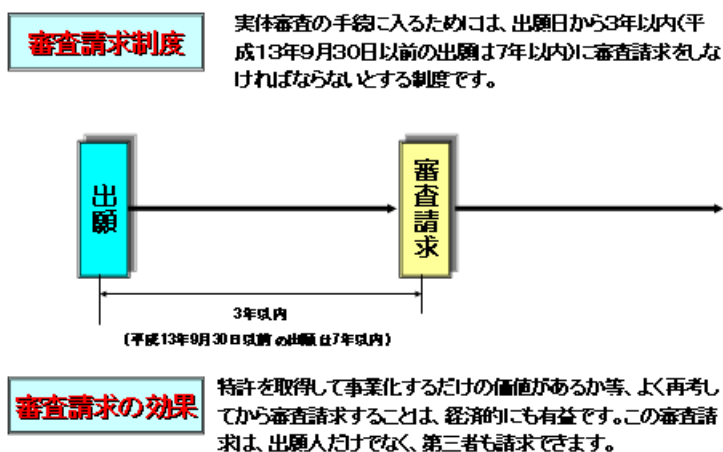 審査請求制度
実体審査の手続に入るためには、出願日から3年以内(平
成13年9月30日以前の出願は7年以内)に審査請求をしな
ければならないとする制度です。
出願
審査請求
3年以内
(平成13年9月30日以前の出願は7年以内)
審査請求の効果
特許を取得して事業化するだけの価値があるか等、よく再考し
てから審査請求することは、経済的にも有益です。この審査請
求は、出願人だけでなく、第三者も請求できます。